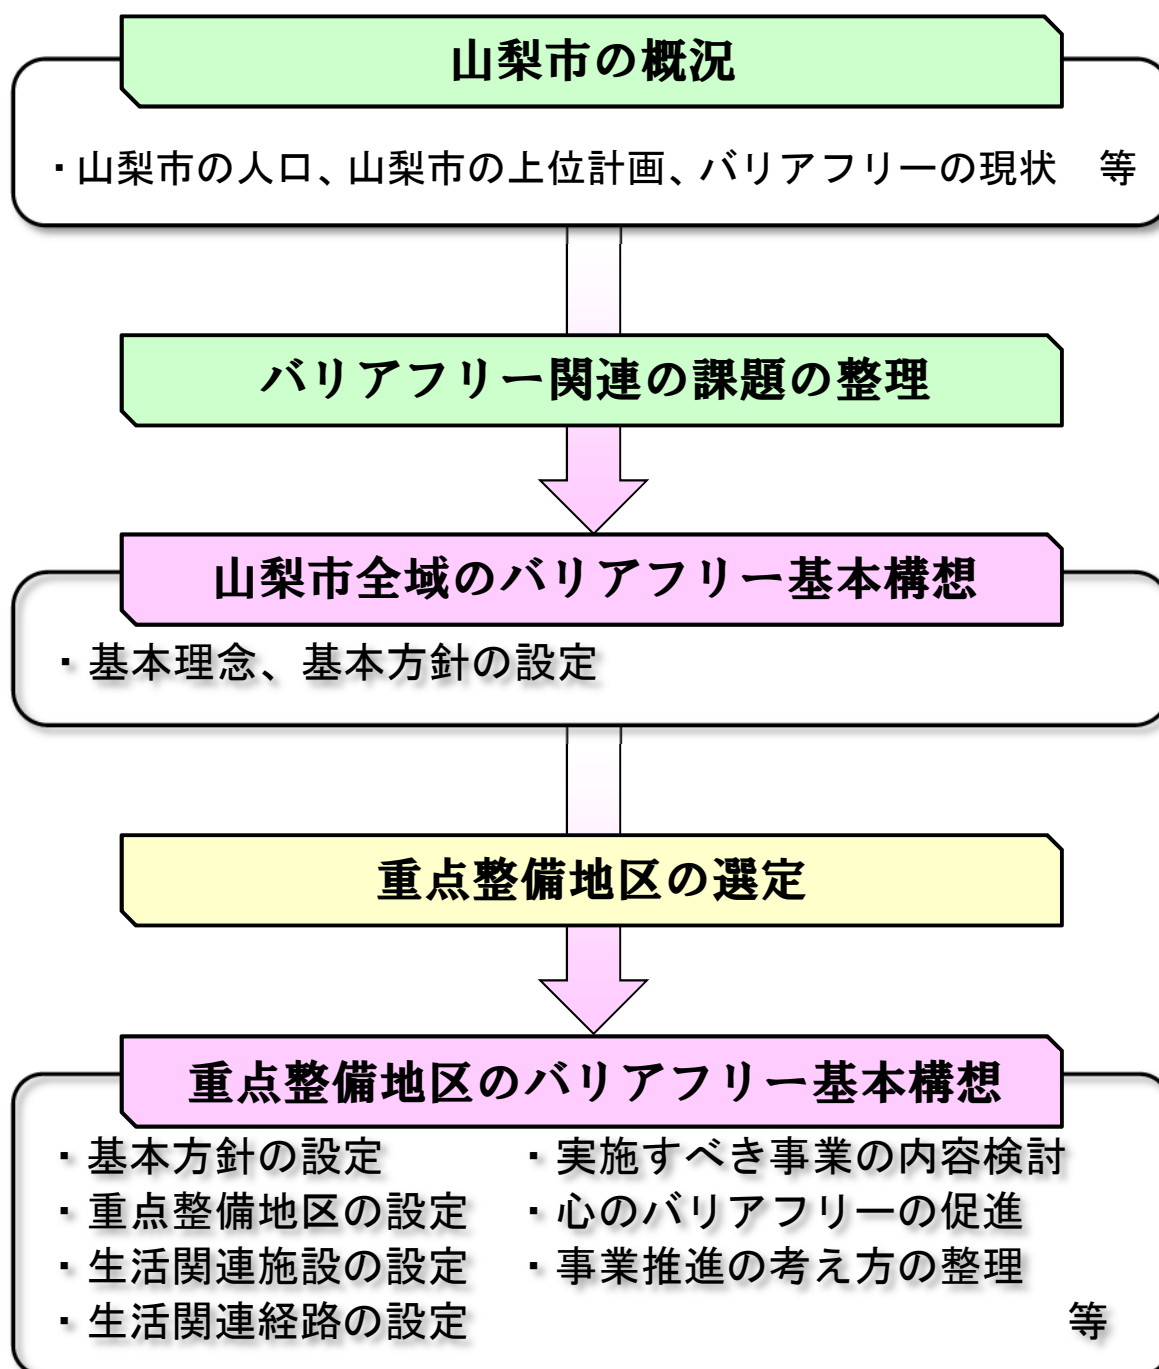 山梨市の概況
・山梨市の人口、山梨市の上位計画、バリアフリーの現状　等
バリアフリー関連の課題の整理
山梨市全域のバリアフリー基本構想
・基本理念、基本方針の設定
重点整備地区の選定
重点整備地区のバリアフリー基本構想
・基本方針の設定
・重点整備地区の設定
・生活関連施設の設定
・生活関連経路の設定
・実施すべき事業の内容検討
・心のバリアフリーの促進
・事業推進の考え方の整理
等